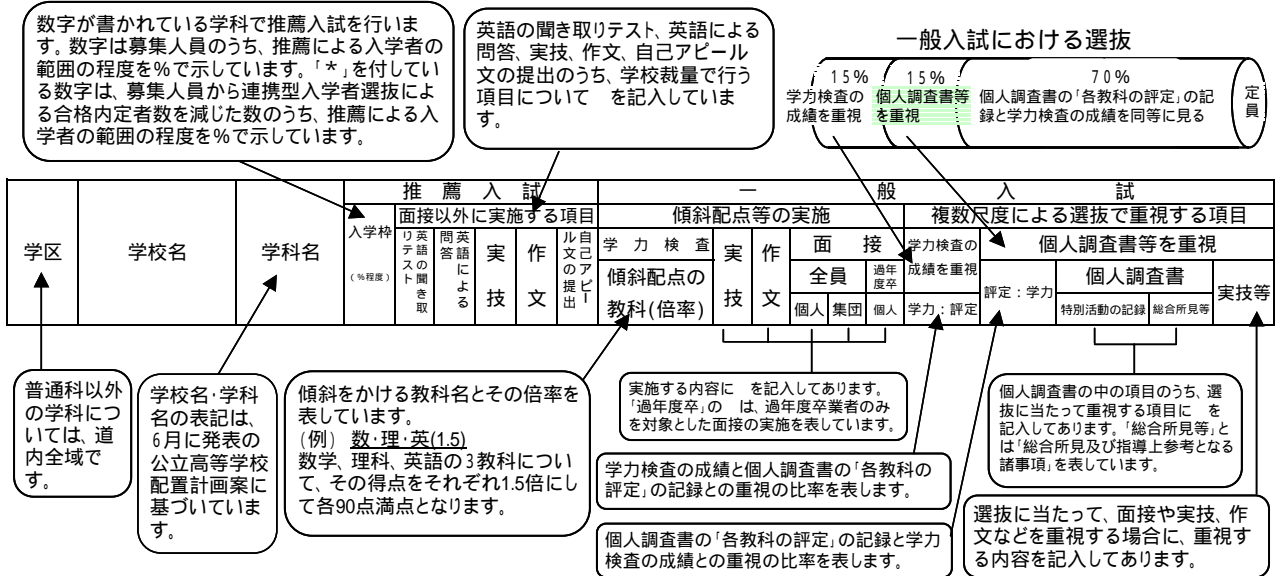 数字が書かれている学科で推薦入試を行いま
す。数字は募集人員のうち、推薦による入学者の
範囲の程度を%で示しています。「*」を付してい
る数字は、募集人員から連携型入学者選抜によ
る合格内定者数を減じた数のうち、推薦による入
学者の範囲の程度を%で示しています。
英語の聞き取りテスト、英語による
問答、実技、作文、自己アピール
文の提出のうち、学校裁量で行う
項目について　を記入していま
す。
一般入試における選抜
15%
学力検査の
成績を重視
15%
個人調査書等
を重視
70%
個人調査書の「各教科の評定」の記
録と学力検査の成績を同等に見る
定員
学区
学校名
学科名
推薦入試
入学枠
(%程度)
面接以外に実施する項目
英語の聞き取りテスト
英語による問答
実技
作文
自己アピール文の提出
一般入試
傾斜配点等の実施
学力検査
傾斜配点の
教科(倍率)
実技
作文
面接
全員
過年度卒
個人
集団
個人
複数尺度による選抜で重視する項目
学力検査の
成績を重視
学力:評定
個人調査書等を重視
評定:学力
個人調査書
特別活動の記録
総合所見等
実技等
普通科以外
の学科につ
いては、道
内全域で
す。
学校名・学科
名の表記は、
6月に発表の
公立高等学校
配置計画案に
基づいていま
す。
傾斜をかける教科名とその倍率を
表しています。
(例) 数・理・英(1.5)
数学、理科、英語の3教科につい
て、その得点をそれぞれ1.5倍にし
て各90点満点となります。
実施する内容に　を記入してあります。
「過年度卒」の　は、過年度卒業者のみ
を対象とした面接の実施を表しています。
学力検査の成績と個人調査書の「各教科の
評定」の記録との重視の比率を表します。
個人調査書の「各教科の評定」の記録と学力
検査の成績との重視の比率を表します。
個人調査書の中の項目のうち、選
抜に当たって重視する項目に　を
記入してあります。「総合所見等」と
は「総合所見及び指導上参考となる
諸事項」を表しています。
選抜に当たって、面接や実技、作
文などを重視する場合に、重視す
る内容を記入してあります。